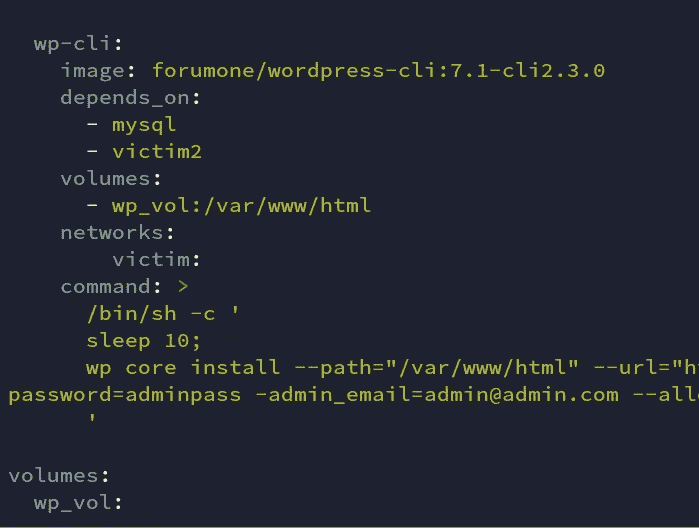 wp-cli:
image: forumone/wordpress-cli:7.1-cli2.3.0
depends_on:
- mysql
- victim2
volumes:
- wp_vol:/var/www/html
networks:
victim:
command: >
/bin/sh -c '
sleep 10;
wp core install --path="/var/www/html" --url="h
password=adminpass -admin_email=admin@admin.com --all
'
volumes:
wp_vol: